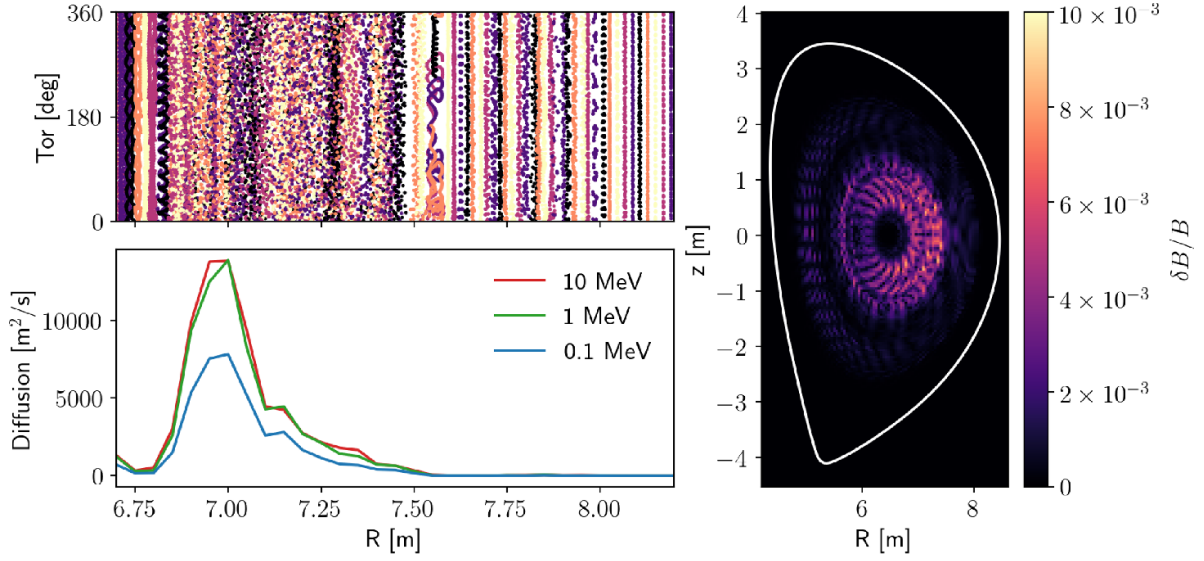 360
180
0
Tor [deg]
10000
5000
0
Diffusion [m²/s]
10 MeV
1 MeV
0.1 MeV
6.75 7.00 7.25 7.50 7.75 8.00
R [m]
4
3
2
1
0
−1
−2
−3
−4
z [m]
6 8
R [m]
10 × 10⁻³
8 × 10⁻³
6 × 10⁻³
4 × 10⁻³
2 × 10⁻³
0
δB/B